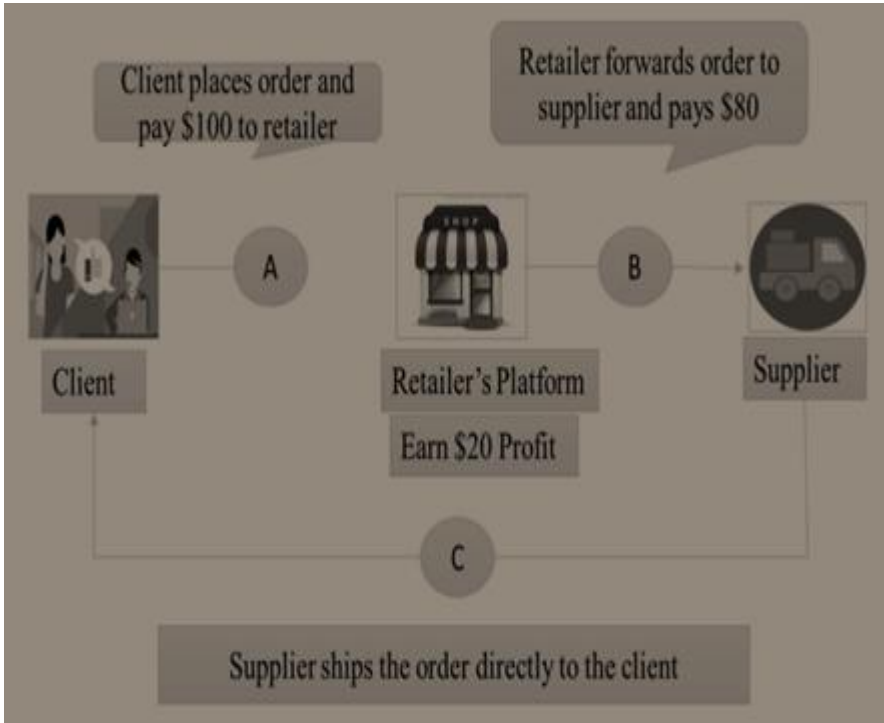 Client places order and
pay $100 to retailer
Retailer forwards order to
supplier and pays $80
SHOP
A
B
Client
Retailer's Platform
Supplier
Earn $20 Profit
C
Supplier ships the order directly to the client